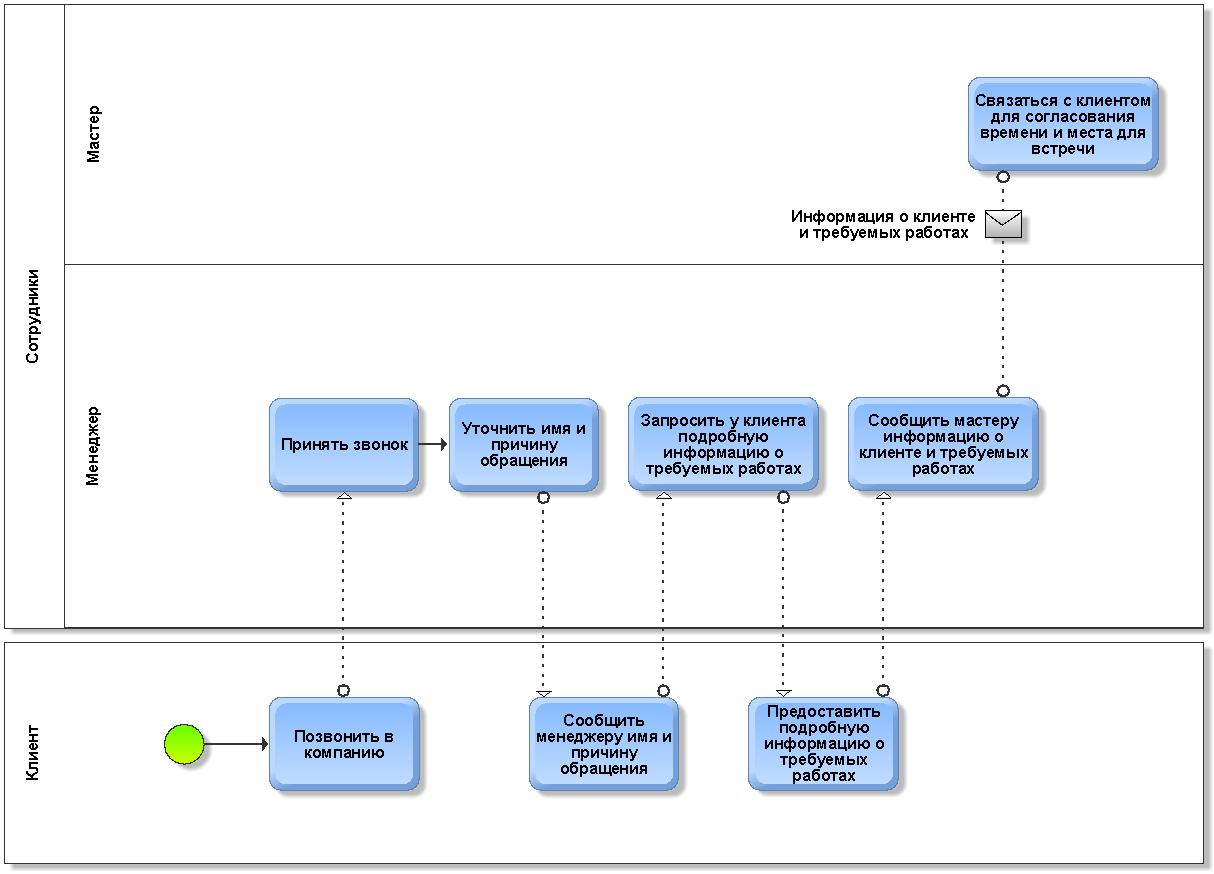 Сотрудники
Мастер
Связаться с клиентом
для согласования
времени и места для
встречи
Информация о клиенте
и требуемых работах
Менеджер
Принять звонок
Уточнить имя и
причину
обращения
Запросить у клиента
подробную
информацию о
требуемых работах
Сообщить мастеру
информацию о
клиенте и требуемых
работах
Клиент
Позвонить в
компанию
Сообщить
менеджеру имя и
причину
обращения
Предоставить
подробную
информацию о
требуемых
работах